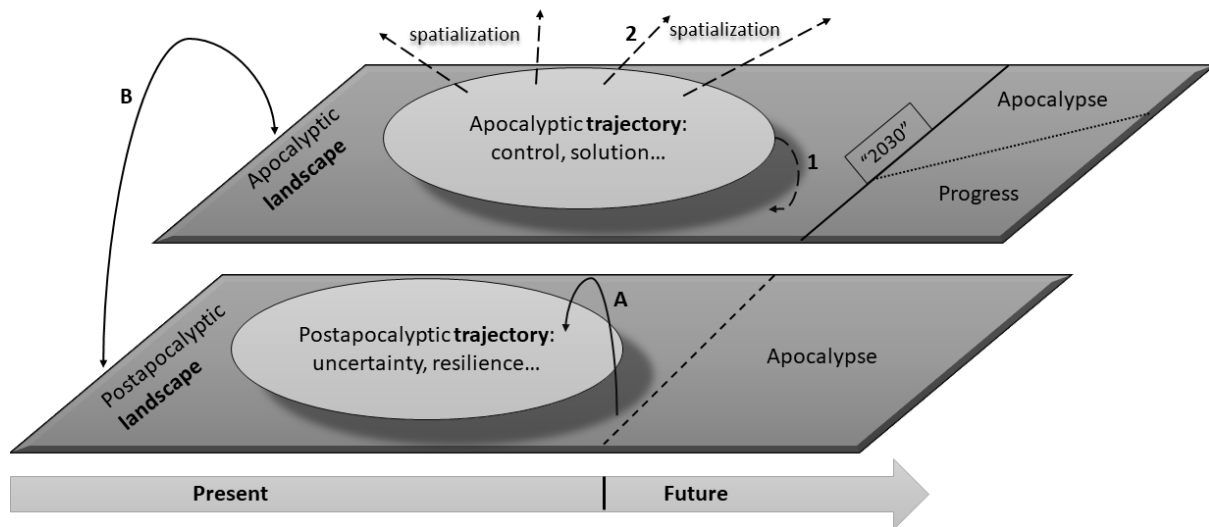 spatialization
2
spatialization
B
Apocalyptic
landscape
Apocalyptic trajectory:
control, solution...
1
“2030”
Apocalypse
Progress
Postapocalyptic
landscape
Postapocalyptic trajectory:
uncertainty, resilience...
A
Apocalypse
Present
Future